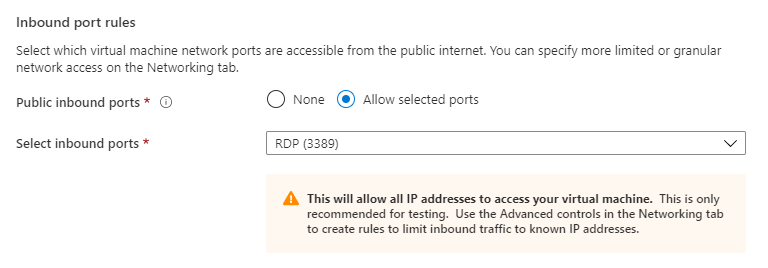 Inbound port rules
Select which virtual machine network ports are accessible from the public internet. You can specify more limited or granular
network access on the Networking tab.
Public inbound ports *
None
Allow selected ports
Select inbound ports *
RDP (3389)
This will allow all IP addresses to access your virtual machine. This is only
recommended for testing. Use the Advanced controls in the Networking tab
to create rules to limit inbound traffic to known IP addresses.